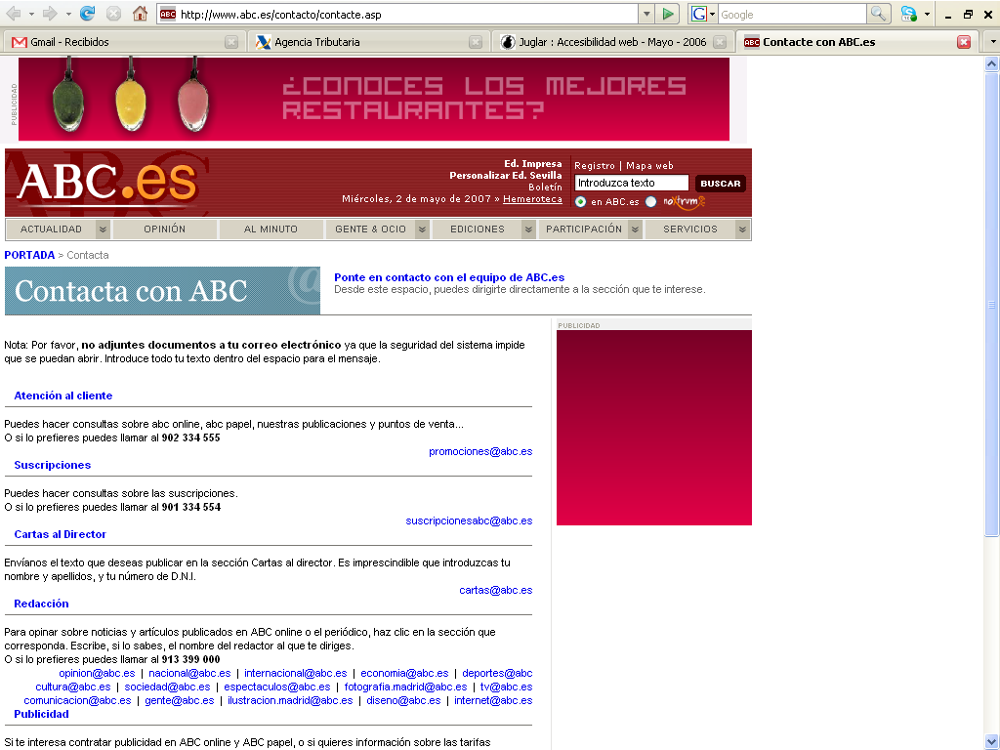 ABC http://www.abc.es/contacto/contacte.asp G Google
Gmail - Recibidos
Agencia Tributaria
Juglar : Accesibilidad web - Mayo - 2006
ABC Contacte con ABC.es
PUBLICIDAD
¿CONOCES LOS MEJORES
RESTAURANTES?
ABC.es
Ed. Impresa
Personalizar Ed. Sevilla
Boletín
Miércoles, 2 de mayo de 2007 » Hemeroteca
Registro | Mapa web
Introduzca texto BUSCAR
en ABC.es noxtrum
ACTUALIDAD OPINIÓN AL MINUTO GENTE & OCIO EDICIONES PARTICIPACIÓN SERVICIOS
PORTADA > Contacta
Contacta con ABC @
Ponte en contacto con el equipo de ABC.es
Desde este espacio, puedes dirigirte directamente a la sección que te interese.
PUBLICIDAD
Nota: Por favor, no adjuntes documentos a tu correo electrónico ya que la seguridad del sistema impide
que se puedan abrir. Introduce todo tu texto dentro del espacio para el mensaje.
Atención al cliente
Puedes hacer consultas sobre abc online, abc papel, nuestras publicaciones y puntos de venta...
O si lo prefieres puedes llamar al 902 334 555
promociones@abc.es
Suscripciones
Puedes hacer consultas sobre las suscripciones.
O si lo prefieres puedes llamar al 901 334 554
suscripcionesabc@abc.es
Cartas al Director
Envíanos el texto que deseas publicar en la sección Cartas al director. Es imprescindible que introduzcas tu
nombre y apellidos, y tu número de D.N.I.
cartas@abc.es
Redacción
Para opinar sobre noticias y artículos publicados en ABC online o el periódico, haz clic en la sección que
corresponda. Escribe, si lo sabes, el nombre del redactor al que te diriges.
O si lo prefieres puedes llamar al 913 399 000
opinion@abc.es | nacional@abc.es | internacional@abc.es | economia@abc.es | deportes@abc
cultura@abc.es | sociedad@abc.es | espectaculos@abc.es | fotografia.madrid@abc.es | tv@abc.es
comunicacion@abc.es | gente@abc.es | ilustracion.madrid@abc.es | diseno@abc.es | internet@abc.es
Publicidad
Si te interesa contratar publicidad en ABC online y ABC papel, o si quieres información sobre las tarifas